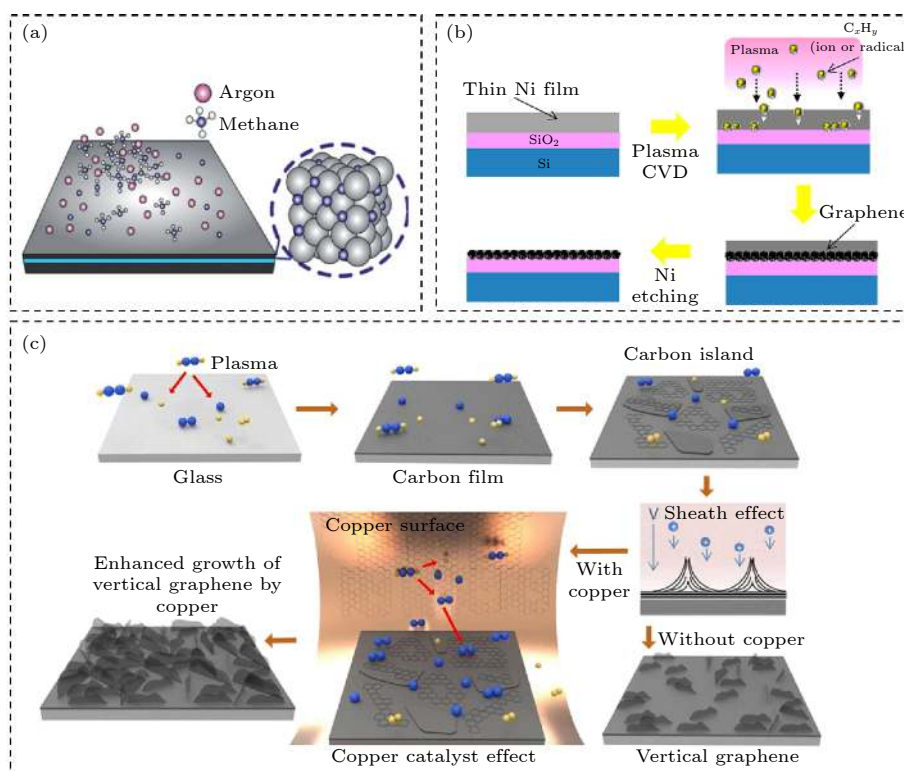 (a)
Argon
Methane
(b)
CxHy
Plasma
(ion or radical)
Thin Ni film
SiO2
Si
Plasma
CVD
Graphene
Ni
etching
(c)
Plasma
Glass
Carbon film
Carbon island
Sheath effect
Copper surface
With
copper
Enhanced growth of
vertical graphene by
copper
Without copper
Copper catalyst effect
Vertical graphene